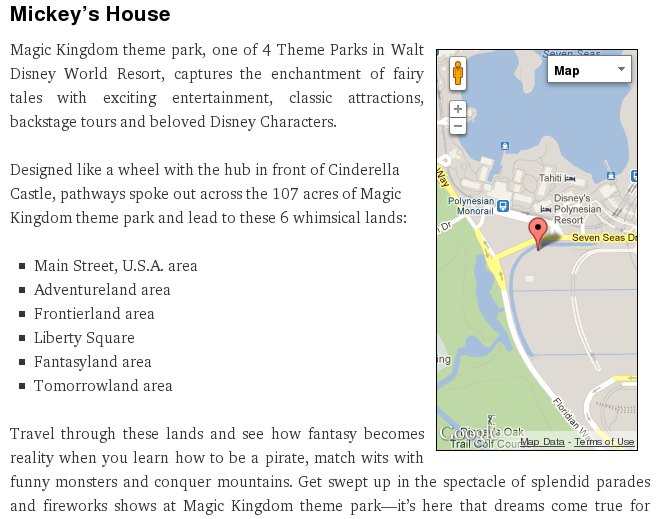 Mickey's House
Magic Kingdom theme park, one of 4 Theme Parks in Walt
Disney World Resort, captures the enchantment of fairy
tales with exciting entertainment, classic attractions,
backstage tours and beloved Disney Characters.
Designed like a wheel with the hub in front of Cinderella
Castle, pathways spoke out across the 107 acres of Magic
Kingdom theme park and lead to these 6 whimsical lands:
Main Street, U.S.A. area
Adventureland area
Frontierland area
Liberty Square
Fantasyland area
Tomorrowland area
Travel through these lands and see how fantasy becomes
reality when you learn how to be a pirate, match wits with
funny monsters and conquer mountains. Get swept up in the spectacle of splendid parades
and fireworks shows at Magic Kingdom theme park—it's here that dreams come true for
Seven Seas
Map
Way
Tahiti
Polynesian
Monorail
Disney's
Polynesian
Resort
Dr
Seven Seas Dr
ing
Floridian W
Oak
Trail Golf Course
Google
Map Data - Terms of Use